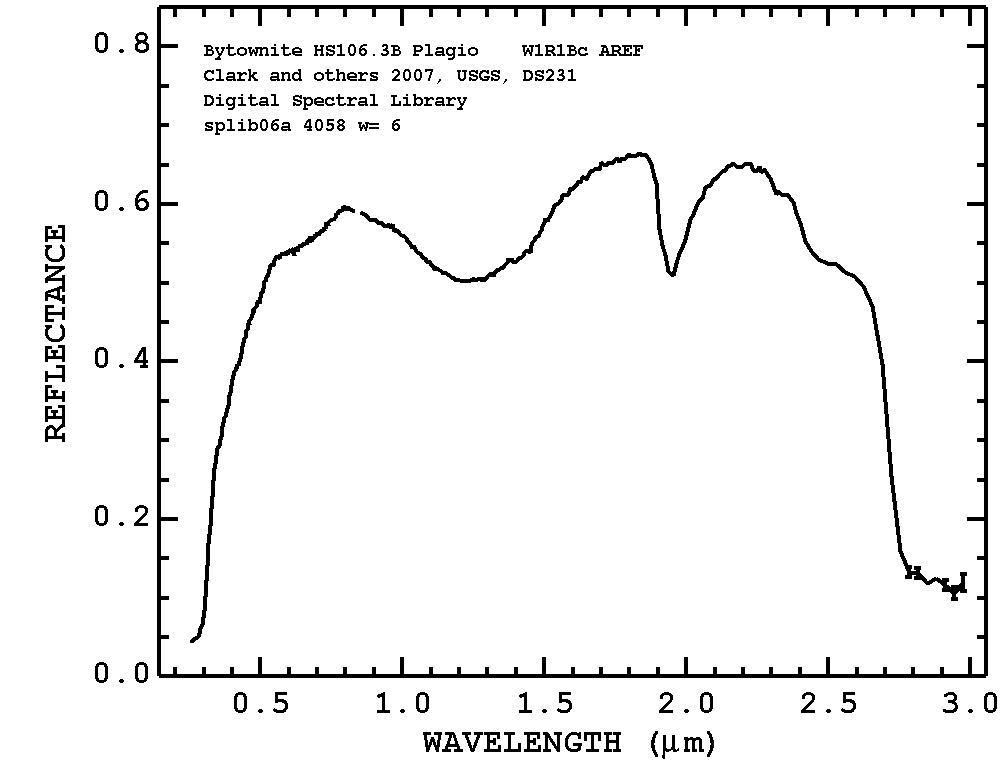 0.8
Bytownite HS106.3B Plagio W1R1Bc AREF
Clark and others 2007, USGS, DS231
Digital Spectral Library
splib06a 4058 w= 6
0.6
REFLECTANCE
0.4
0.2
0.0
0.5 1.0 1.5 2.0 2.5 3.0
WAVELENGTH (μm)